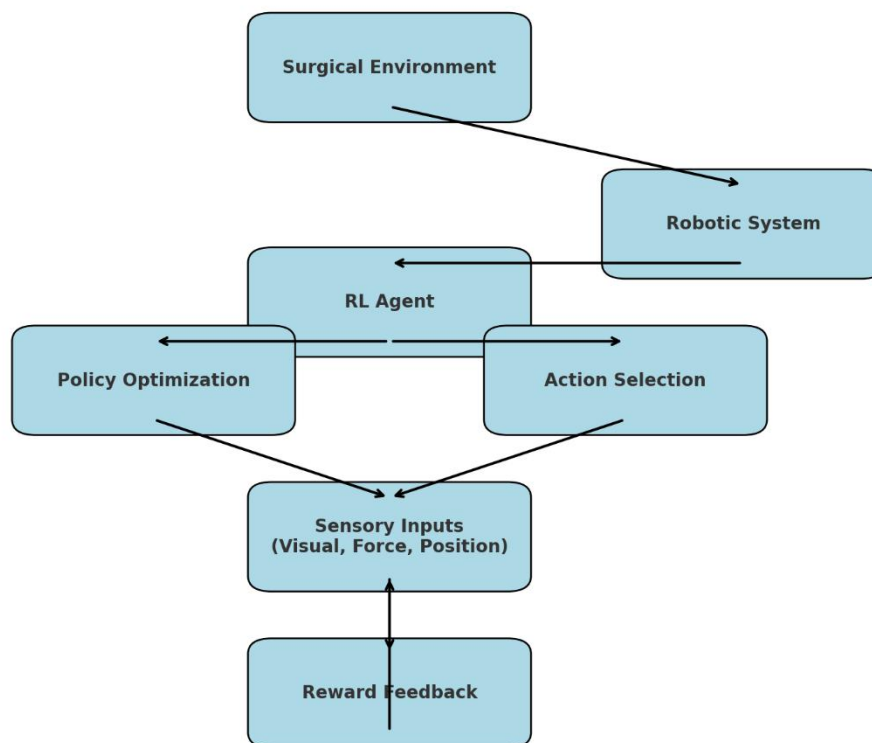 Surgical Environment
Robotic System
RL Agent
Policy Optimization
Action Selection
Sensory Inputs
(Visual, Force, Position)
Reward Feedback